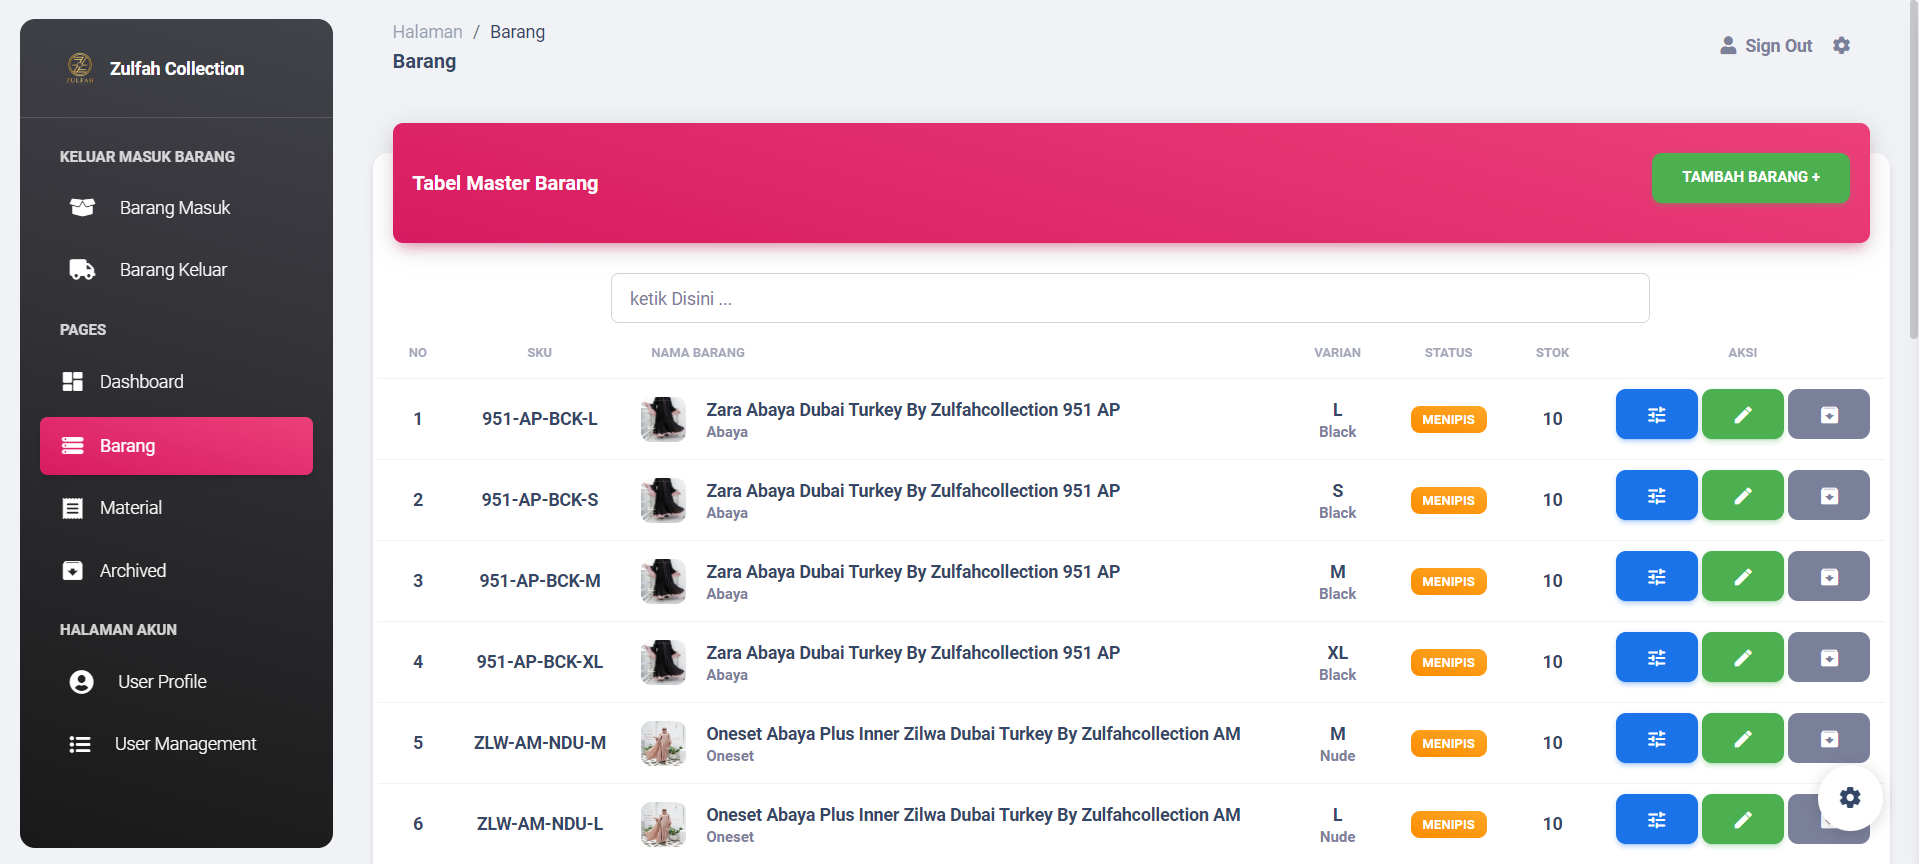 ZULFAH
Zulfah Collection
KELUAR MASUK BARANG
Barang Masuk
Barang Keluar
PAGES
Dashboard
Barang
Material
Archived
HALAMAN AKUN
User Profile
User Management
Halaman / Barang
Barang
Sign Out
Tabel Master Barang
TAMBAH BARANG +
ketik Disini ...
NO SKU NAMA BARANG VARIAN STATUS STOK AKSI
1 951-AP-BCK-L Zara Abaya Dubai Turkey By Zulfahcollection 951 AP L MENIPIS 10
Abaya Black
2 951-AP-BCK-S Zara Abaya Dubai Turkey By Zulfahcollection 951 AP S MENIPIS 10
Abaya Black
3 951-AP-BCK-M Zara Abaya Dubai Turkey By Zulfahcollection 951 AP M MENIPIS 10
Abaya Black
4 951-AP-BCK-XL Zara Abaya Dubai Turkey By Zulfahcollection 951 AP XL MENIPIS 10
Abaya Black
5 ZLW-AM-NDU-M Oneset Abaya Plus Inner Zilwa Dubai Turkey By Zulfahcollection AM M MENIPIS 10
Oneset Nude
6 ZLW-AM-NDU-L Oneset Abaya Plus Inner Zilwa Dubai Turkey By Zulfahcollection AM L MENIPIS 10
Oneset Nude